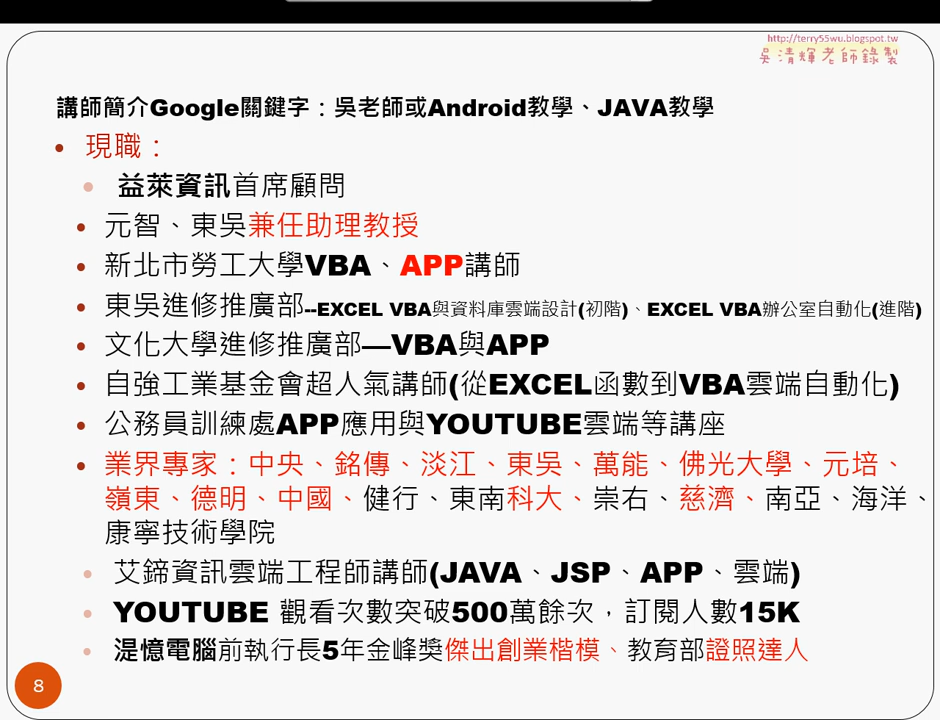 http://terry55wu.blogspot.tw
吳清輝老師錄製
講師簡介Google關鍵字：吳老師或Android教學、JAVA教學
現職：
益萊資訊首席顧問
元智、東吳兼任助理教授
新北市勞工大學VBA、APP講師
東吳進修推廣部--EXCEL VBA與資料庫雲端設計(初階)、EXCEL VBA辦公室自動化(進階)
文化大學進修推廣部—VBA與APP
自強工業基金會超人氣講師(從EXCEL函數到VBA雲端自動化)
公務員訓練處APP應用與YOUTUBE雲端等講座
業界專家：中央、銘傳、淡江、東吳、萬能、佛光大學、元培、
嶺東、德明、中國、健行、東南科大、崇右、慈濟、南亞、海洋、
康寧技術學院
艾鍗資訊雲端工程師講師(JAVA、JSP、APP、雲端)
YOUTUBE 觀看次數突破500萬餘次，訂閱人數15K
湜憶電腦前執行長5年金峰獎傑出創業楷模、教育部證照達人
8